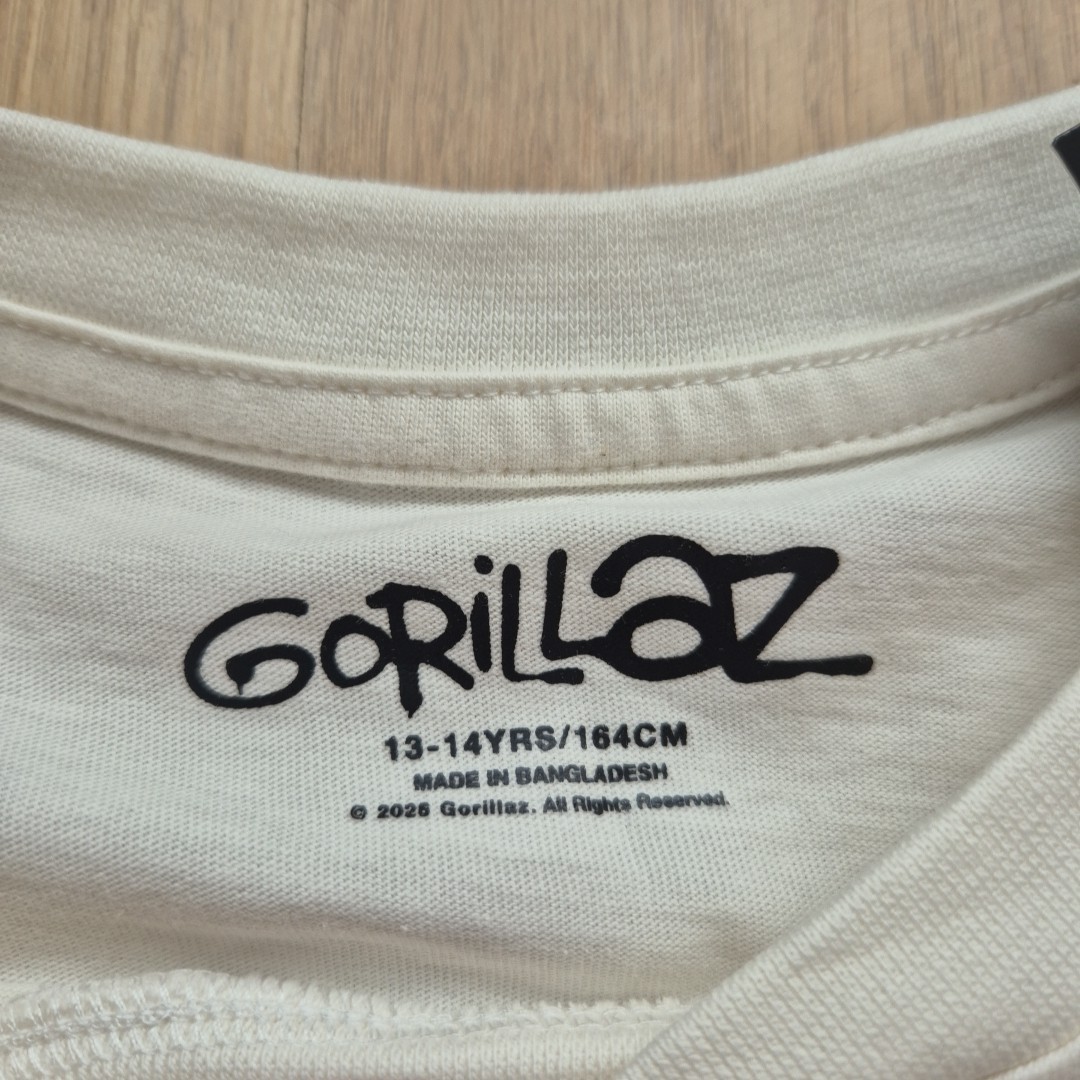 GORiLLaZ
13-14YRS/164CM
MADE IN BANGLADESH
© 2025 Gorillaz. All Rights Reserved.